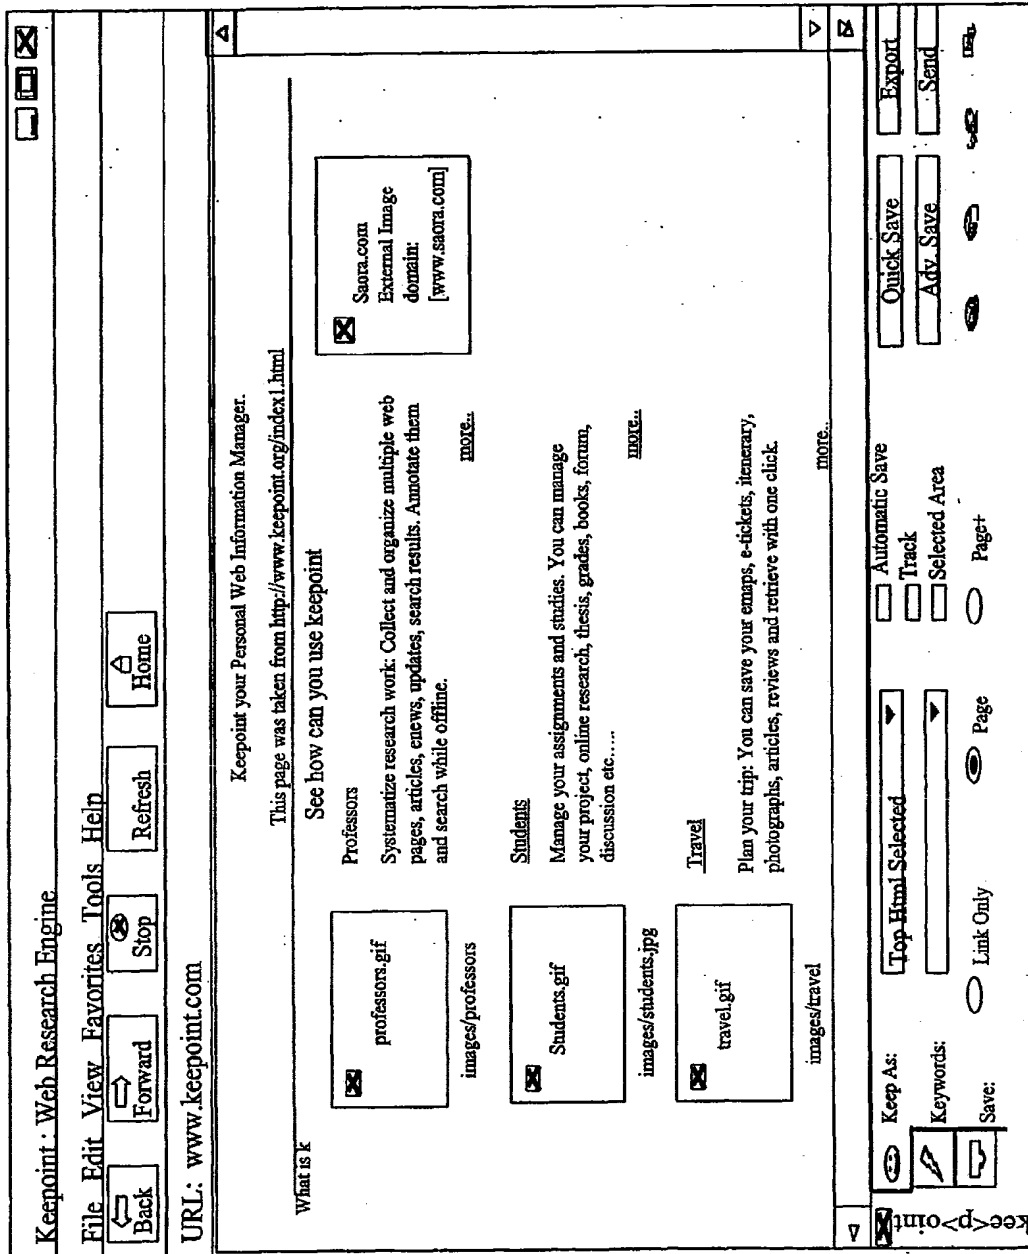 Keepoint : Web Research Engine
File Edit View Favorites Tools Help
Back
Forward
Stop
Refresh
Home
URL: www.keepoint.com
Keepoint your Personal Web Information Manager.
This page was taken from http://www.keepoint.org/index1.html
What is k
See how can you use keepoint
professors.gif
images/professors
Professors
Systematize research work: Collect and organize multiple web
pages, articles, enews, updates, search results. Annotate them
and search while offline.
more..
Saora.com
External Image
domain:
[www.saora.com]
Students.gif
images/students.jpg
Students
Manage your assignments and studies. You can manage
your project, online research, thesis, grades, books, forum,
discussion etc.....
more..
travel.gif
images/travel
Travel
Plan your trip: You can save your emaps, e-tickets, itenerary,
photographs, articles, reviews and retrieve with one click.
more..
kee<p>oint
Keep As:
Top Html Selected
Automatic Save
Track
Selected Area
Quick Save
Export
Keywords:
Adv. Save
Send
Save:
Link Only
Page
Page+